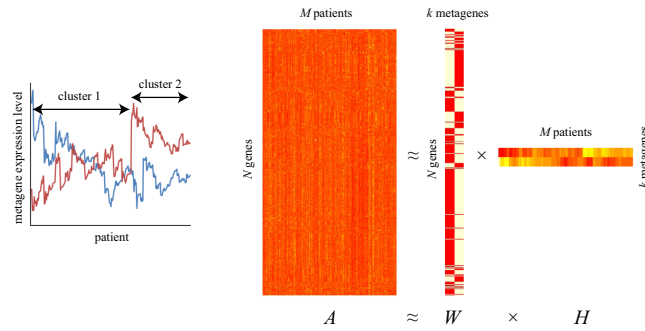 cluster 1
cluster 2
metagene expression level
patient
M patients
N genes
≈
k metagenes
N genes
×
M patients
k metagenes
A ≈ W × H